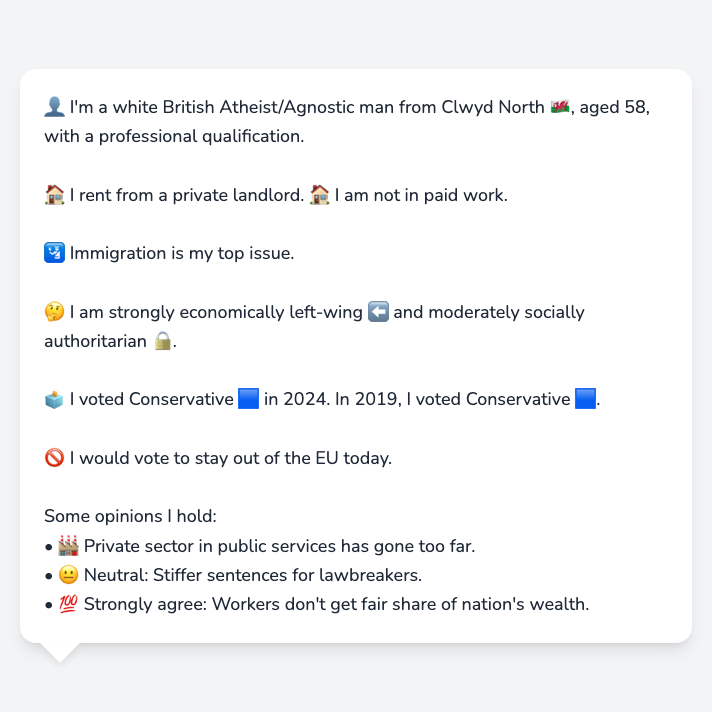 👤 I'm a white British Atheist/Agnostic man from Clwyd North 🏴󠁧󠁢󠁷󠁬󠁳󠁿, aged 58,
with a professional qualification.
🏠 I rent from a private landlord. 🏠 I am not in paid work.
🛂 Immigration is my top issue.
🤔 I am strongly economically left-wing ⬅️ and moderately socially
authoritarian 🔒.
🗳️ I voted Conservative 🟦 in 2024. In 2019, I voted Conservative 🟦.
🚫 I would vote to stay out of the EU today.
Some opinions I hold:
• 🏭 Private sector in public services has gone too far.
• 😐 Neutral: Stiffer sentences for lawbreakers.
• 💯 Strongly agree: Workers don't get fair share of nation's wealth.